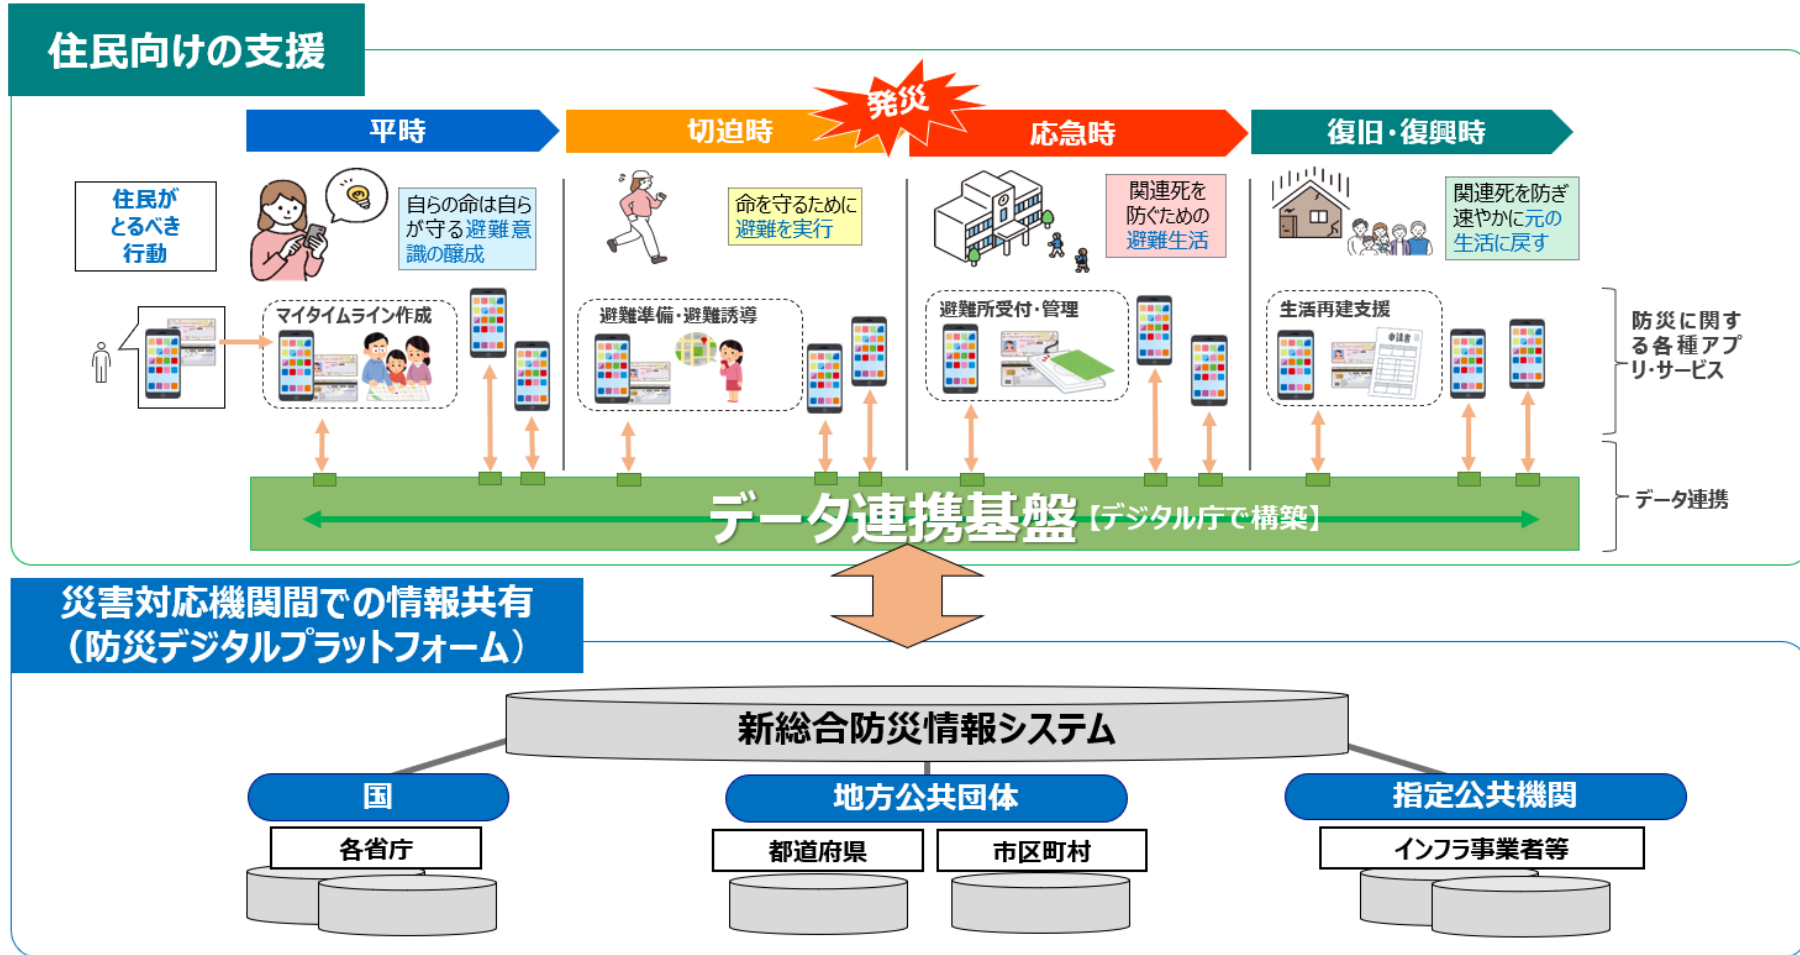 住民向けの支援
発災
平時
切迫時
応急時
復旧・復興時
住民が
とるべき
行動
自らの命は自ら
が守る避難意
識の醸成
命を守るために
避難を実行
関連死を
防ぐための
避難生活
関連死を防ぎ
速やかに元の
生活に戻す
マイタイムライン作成
避難準備・避難誘導
避難所受付・管理
生活再建支援
申請書
防災に関す
る各種アプ
リ・サービス
データ連携基盤【デジタル庁で構築】
データ連携
災害対応機関間での情報共有
（防災デジタルプラットフォーム）
新総合防災情報システム
国
地方公共団体
指定公共機関
各省庁
都道府県
市区町村
インフラ事業者等